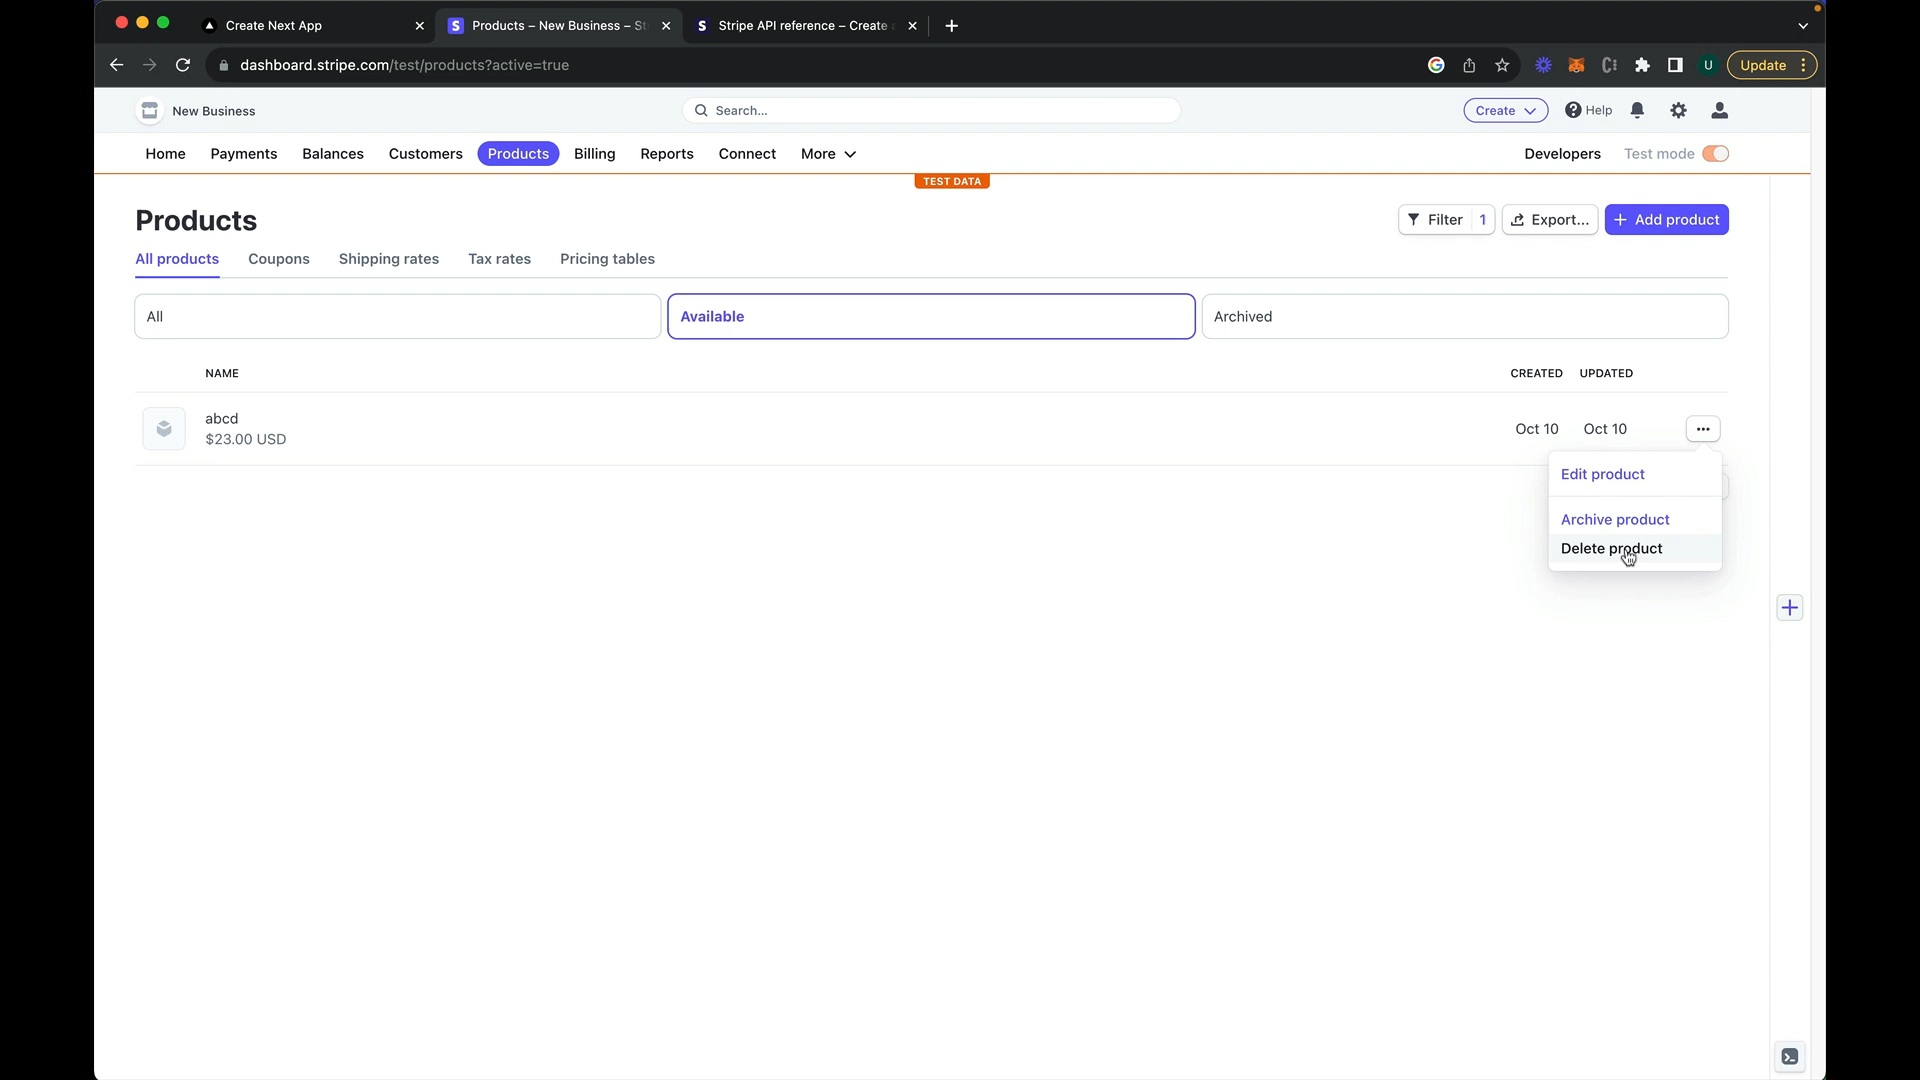 Create Next App
Products – New Business – St
Stripe API reference – Create a
dashboard.stripe.com/test/products?active=true
U
Update
New Business
Search...
Create
Help
Home
Payments
Balances
Customers
Products
Billing
Reports
Connect
More
Developers
Test mode
TEST DATA
Products
Filter 1
Export...
Add product
All products
Coupons
Shipping rates
Tax rates
Pricing tables
All
Available
Archived
NAME
CREATED
UPDATED
abcd
$23.00 USD
Oct 10
Oct 10
Edit product
Archive product
Delete product